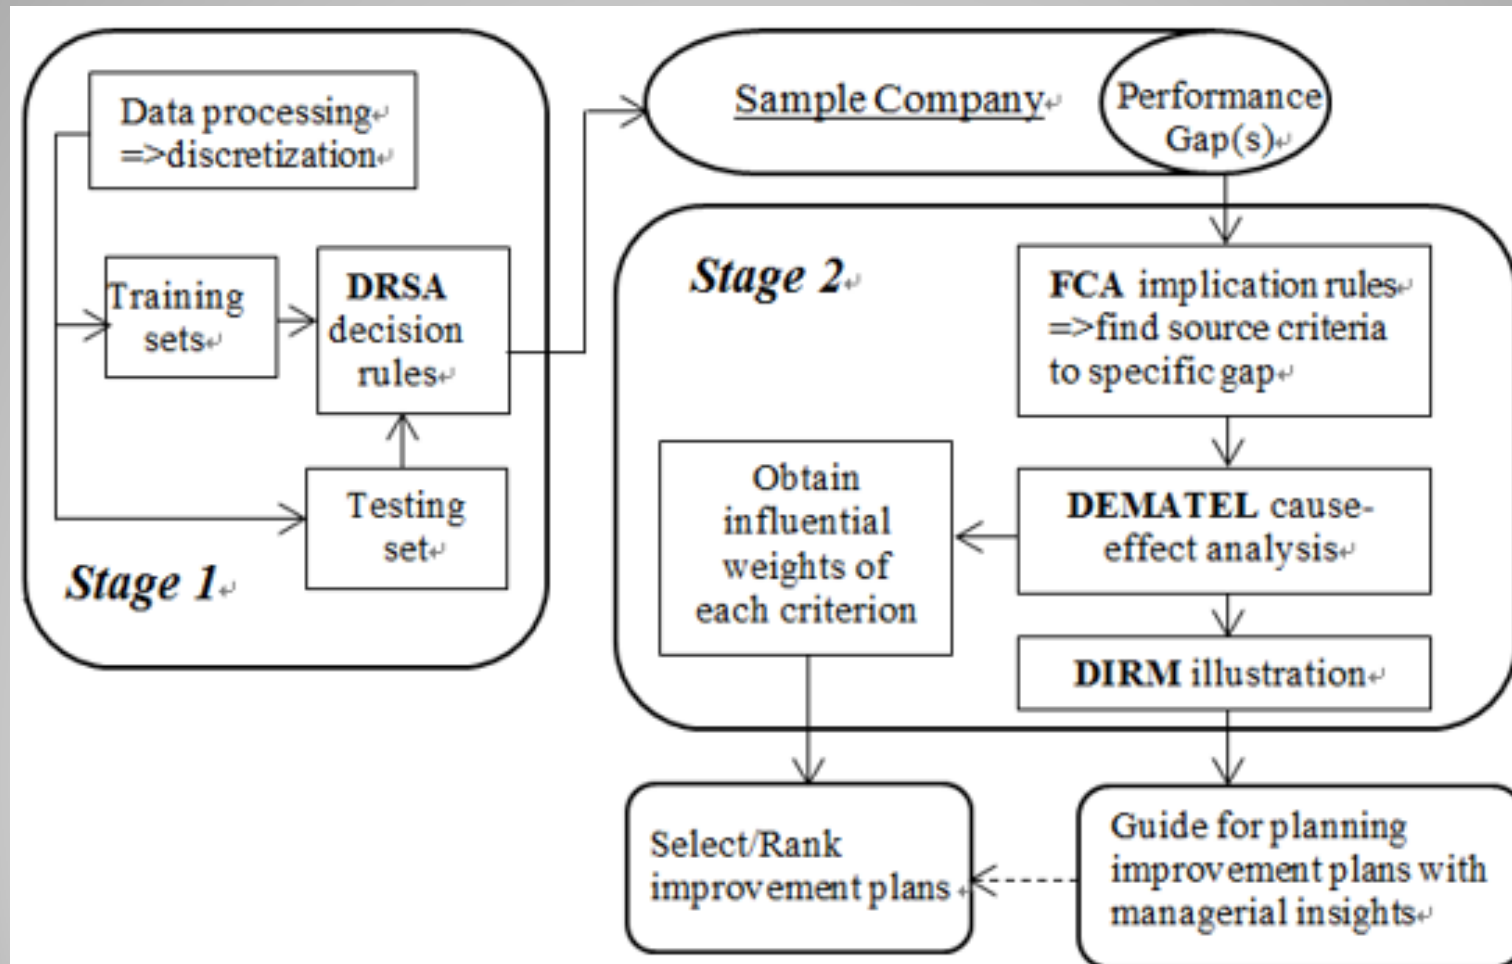 Data processing
=>discretization
Training
sets
DRSA
decision
rules
Testing
set
Stage 1
Sample Company
Performance
Gap(s)
Stage 2
FCA implication rules
=>find source criteria
to specific gap
Obtain
influential
weights of
each criterion
DEMATEL cause-
effect analysis
DIRM illustration
Select/Rank
improvement plans
Guide for planning
improvement plans with
managerial insights